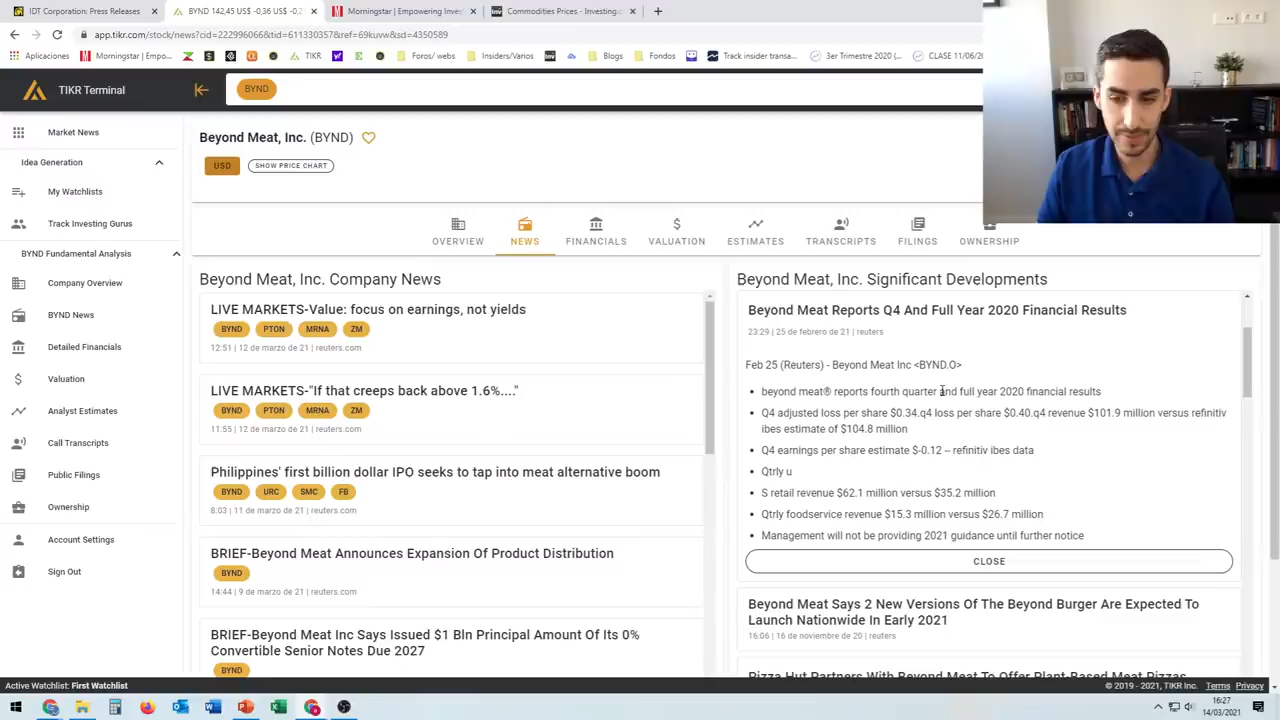 IDT Corporation: Press Releases
BYND 142,45 US$ -0,36 US$ -0,2
Morningstar | Empowering Inves
Commodities Prices - Investing.c
app.tikr.com/stock/news?cid=222996066&tid=611330357&ref=69kuvw&sd=4350589
Aplicaciones
Morningstar | Empo...
TIKR
Foros/ webs
Insiders/Varios
Blogs
Fondos
Track insider transa...
3er Trimestre 2020 (...
CLASE 11/06/2
TIKR Terminal
BYND
Market News
Idea Generation
My Watchlists
Track Investing Gurus
BYND Fundamental Analysis
Company Overview
BYND News
Detailed Financials
Valuation
Analyst Estimates
Call Transcripts
Public Filings
Ownership
Account Settings
Sign Out
Beyond Meat, Inc. (BYND)
USD
SHOW PRICE CHART
OVERVIEW
NEWS
FINANCIALS
VALUATION
ESTIMATES
TRANSCRIPTS
FILINGS
OWNERSHIP
Beyond Meat, Inc. Company News
LIVE MARKETS-Value: focus on earnings, not yields
BYND PTON MRNA ZM
12:51 | 12 de marzo de 21 | reuters.com
LIVE MARKETS-"If that creeps back above 1.6%...."
BYND PTON MRNA ZM
11:55 | 12 de marzo de 21 | reuters.com
Philippines' first billion dollar IPO seeks to tap into meat alternative boom
BYND URC SMC FB
8:03 | 11 de marzo de 21 | reuters.com
BRIEF-Beyond Meat Announces Expansion Of Product Distribution
BYND
14:44 | 9 de marzo de 21 | reuters.com
BRIEF-Beyond Meat Inc Says Issued $1 Bln Principal Amount Of Its 0%
Convertible Senior Notes Due 2027
BYND
Beyond Meat, Inc. Significant Developments
Beyond Meat Reports Q4 And Full Year 2020 Financial Results
23:29 | 25 de febrero de 21 | reuters
Feb 25 (Reuters) - Beyond Meat Inc <BYND.O>
• beyond meat® reports fourth quarter and full year 2020 financial results
• Q4 adjusted loss per share $0.34.q4 loss per share $0.40.q4 revenue $101.9 million versus refinitiv
ibes estimate of $104.8 million
• Q4 earnings per share estimate $-0.12 -- refinitiv ibes data
• Qtrly u
• S retail revenue $62.1 million versus $35.2 million
• Qtrly foodservice revenue $15.3 million versus $26.7 million
• Management will not be providing 2021 guidance until further notice
CLOSE
Beyond Meat Says 2 New Versions Of The Beyond Burger Are Expected To
Launch Nationwide In Early 2021
16:06 | 16 de noviembre de 20 | reuters
Pizza Hut Partners With Beyond Meat To Offer Plant-Based Meat Pizzas
Active Watchlist: First Watchlist
© 2019 - 2021, TIKR Inc. Terms Privacy
16:27
14/03/2021